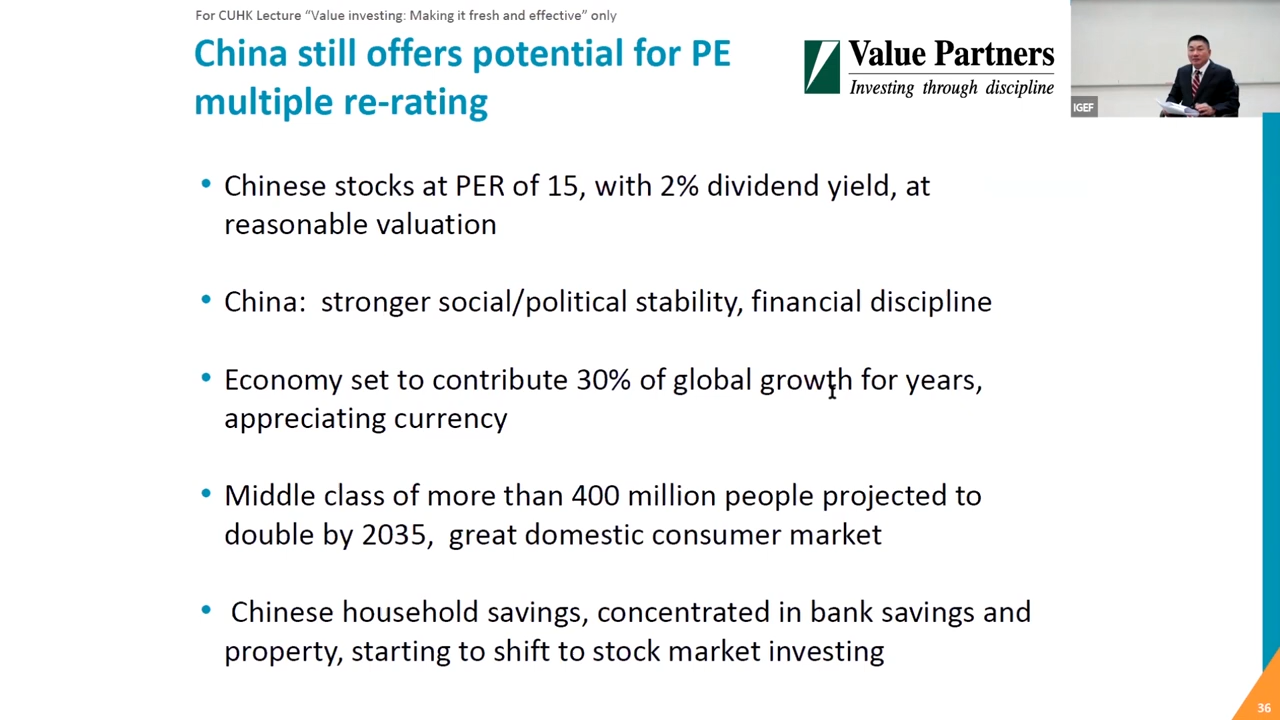 For CUHK Lecture “Value investing: Making it fresh and effective” only
China still offers potential for PE
multiple re-rating
Value Partners
Investing through discipline
IGEF
• Chinese stocks at PER of 15, with 2% dividend yield, at
reasonable valuation
• China:  stronger social/political stability, financial discipline
• Economy set to contribute 30% of global growth for years,
appreciating currency
• Middle class of more than 400 million people projected to
double by 2035,  great domestic consumer market
• Chinese household savings, concentrated in bank savings and
property, starting to shift to stock market investing
36